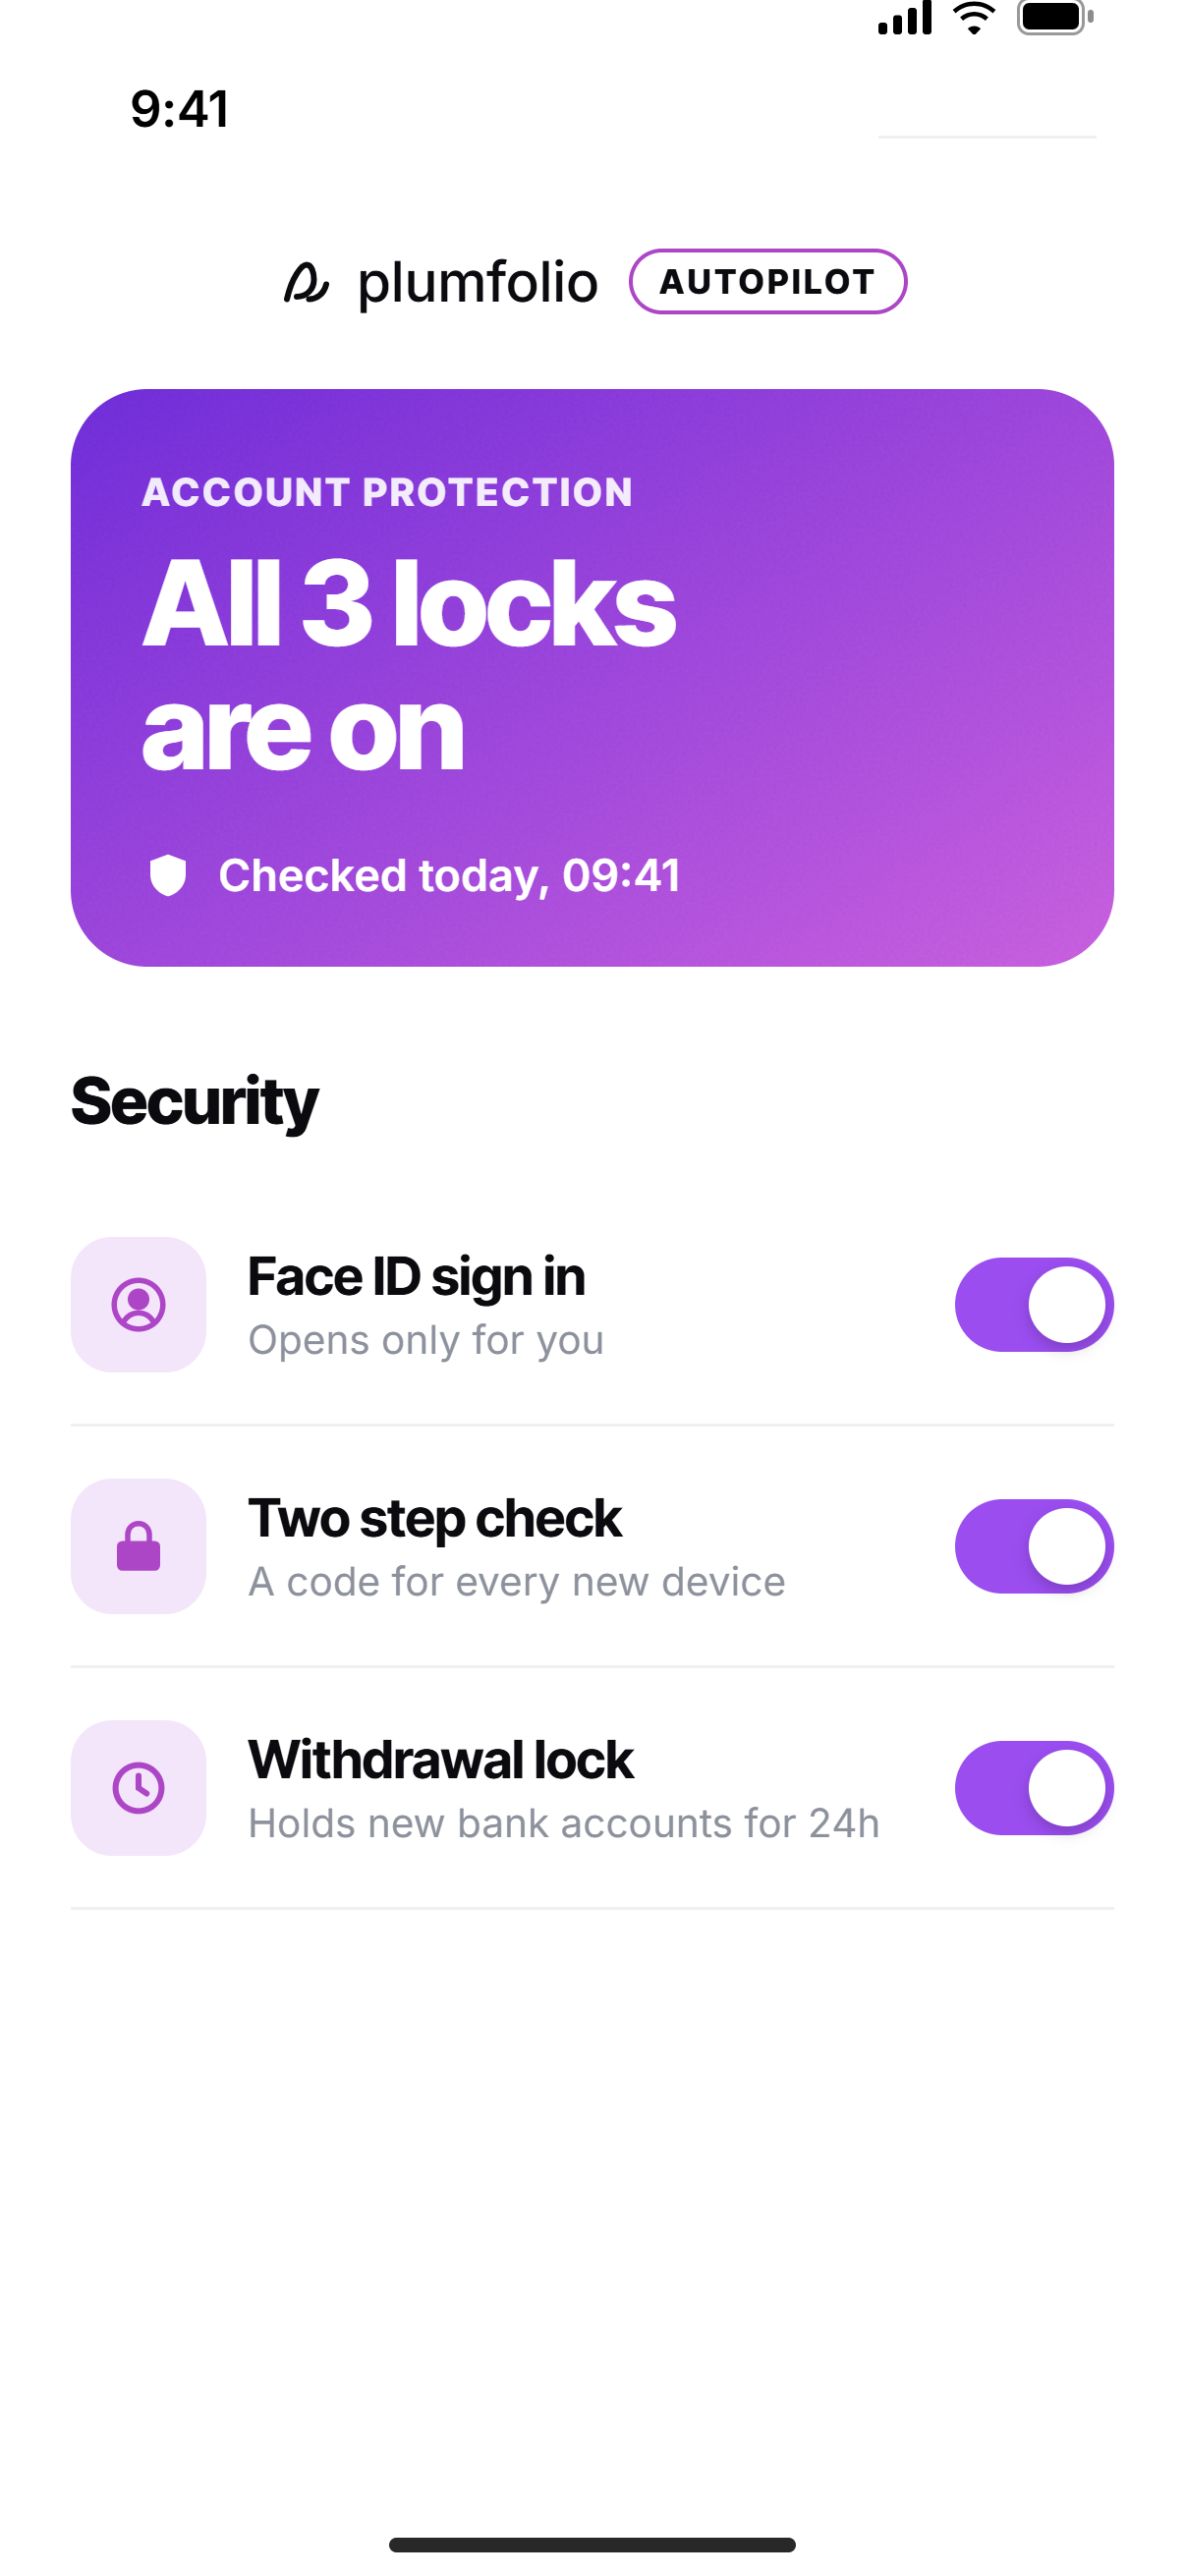 9:41
plumfolio AUTOPILOT
ACCOUNT PROTECTION
All 3 locks
are on
Checked today, 09:41
Security
Face ID sign in
Opens only for you
Two step check
A code for every new device
Withdrawal lock
Holds new bank accounts for 24h